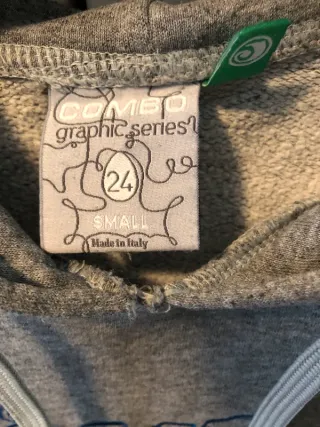 COMBO
graphic series
24
SMALL
Made in Italy